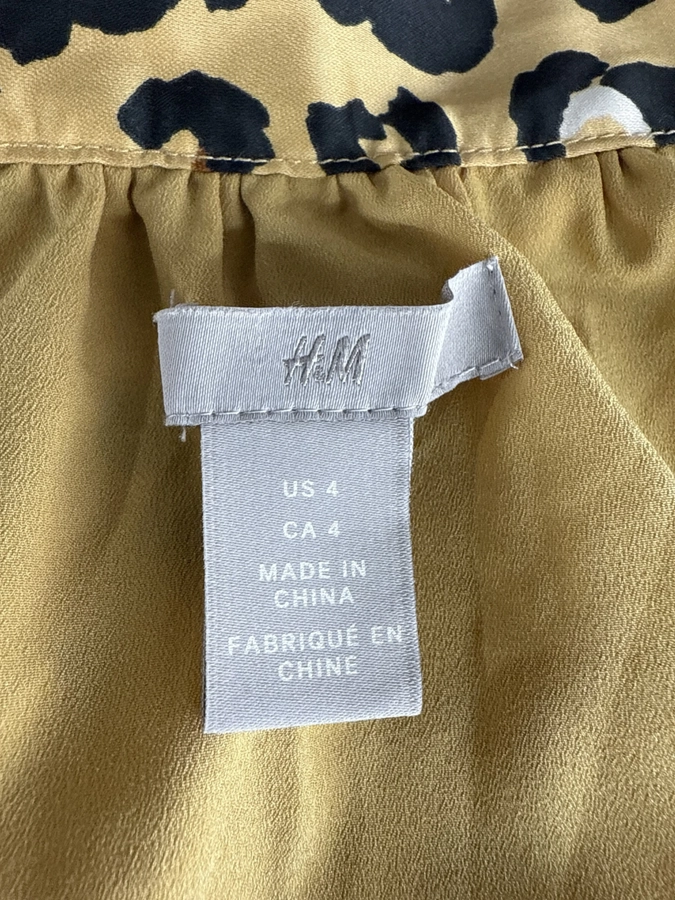 H&M
US 4
CA 4
MADE IN
CHINA
FABRIQUÉ EN
CHINE